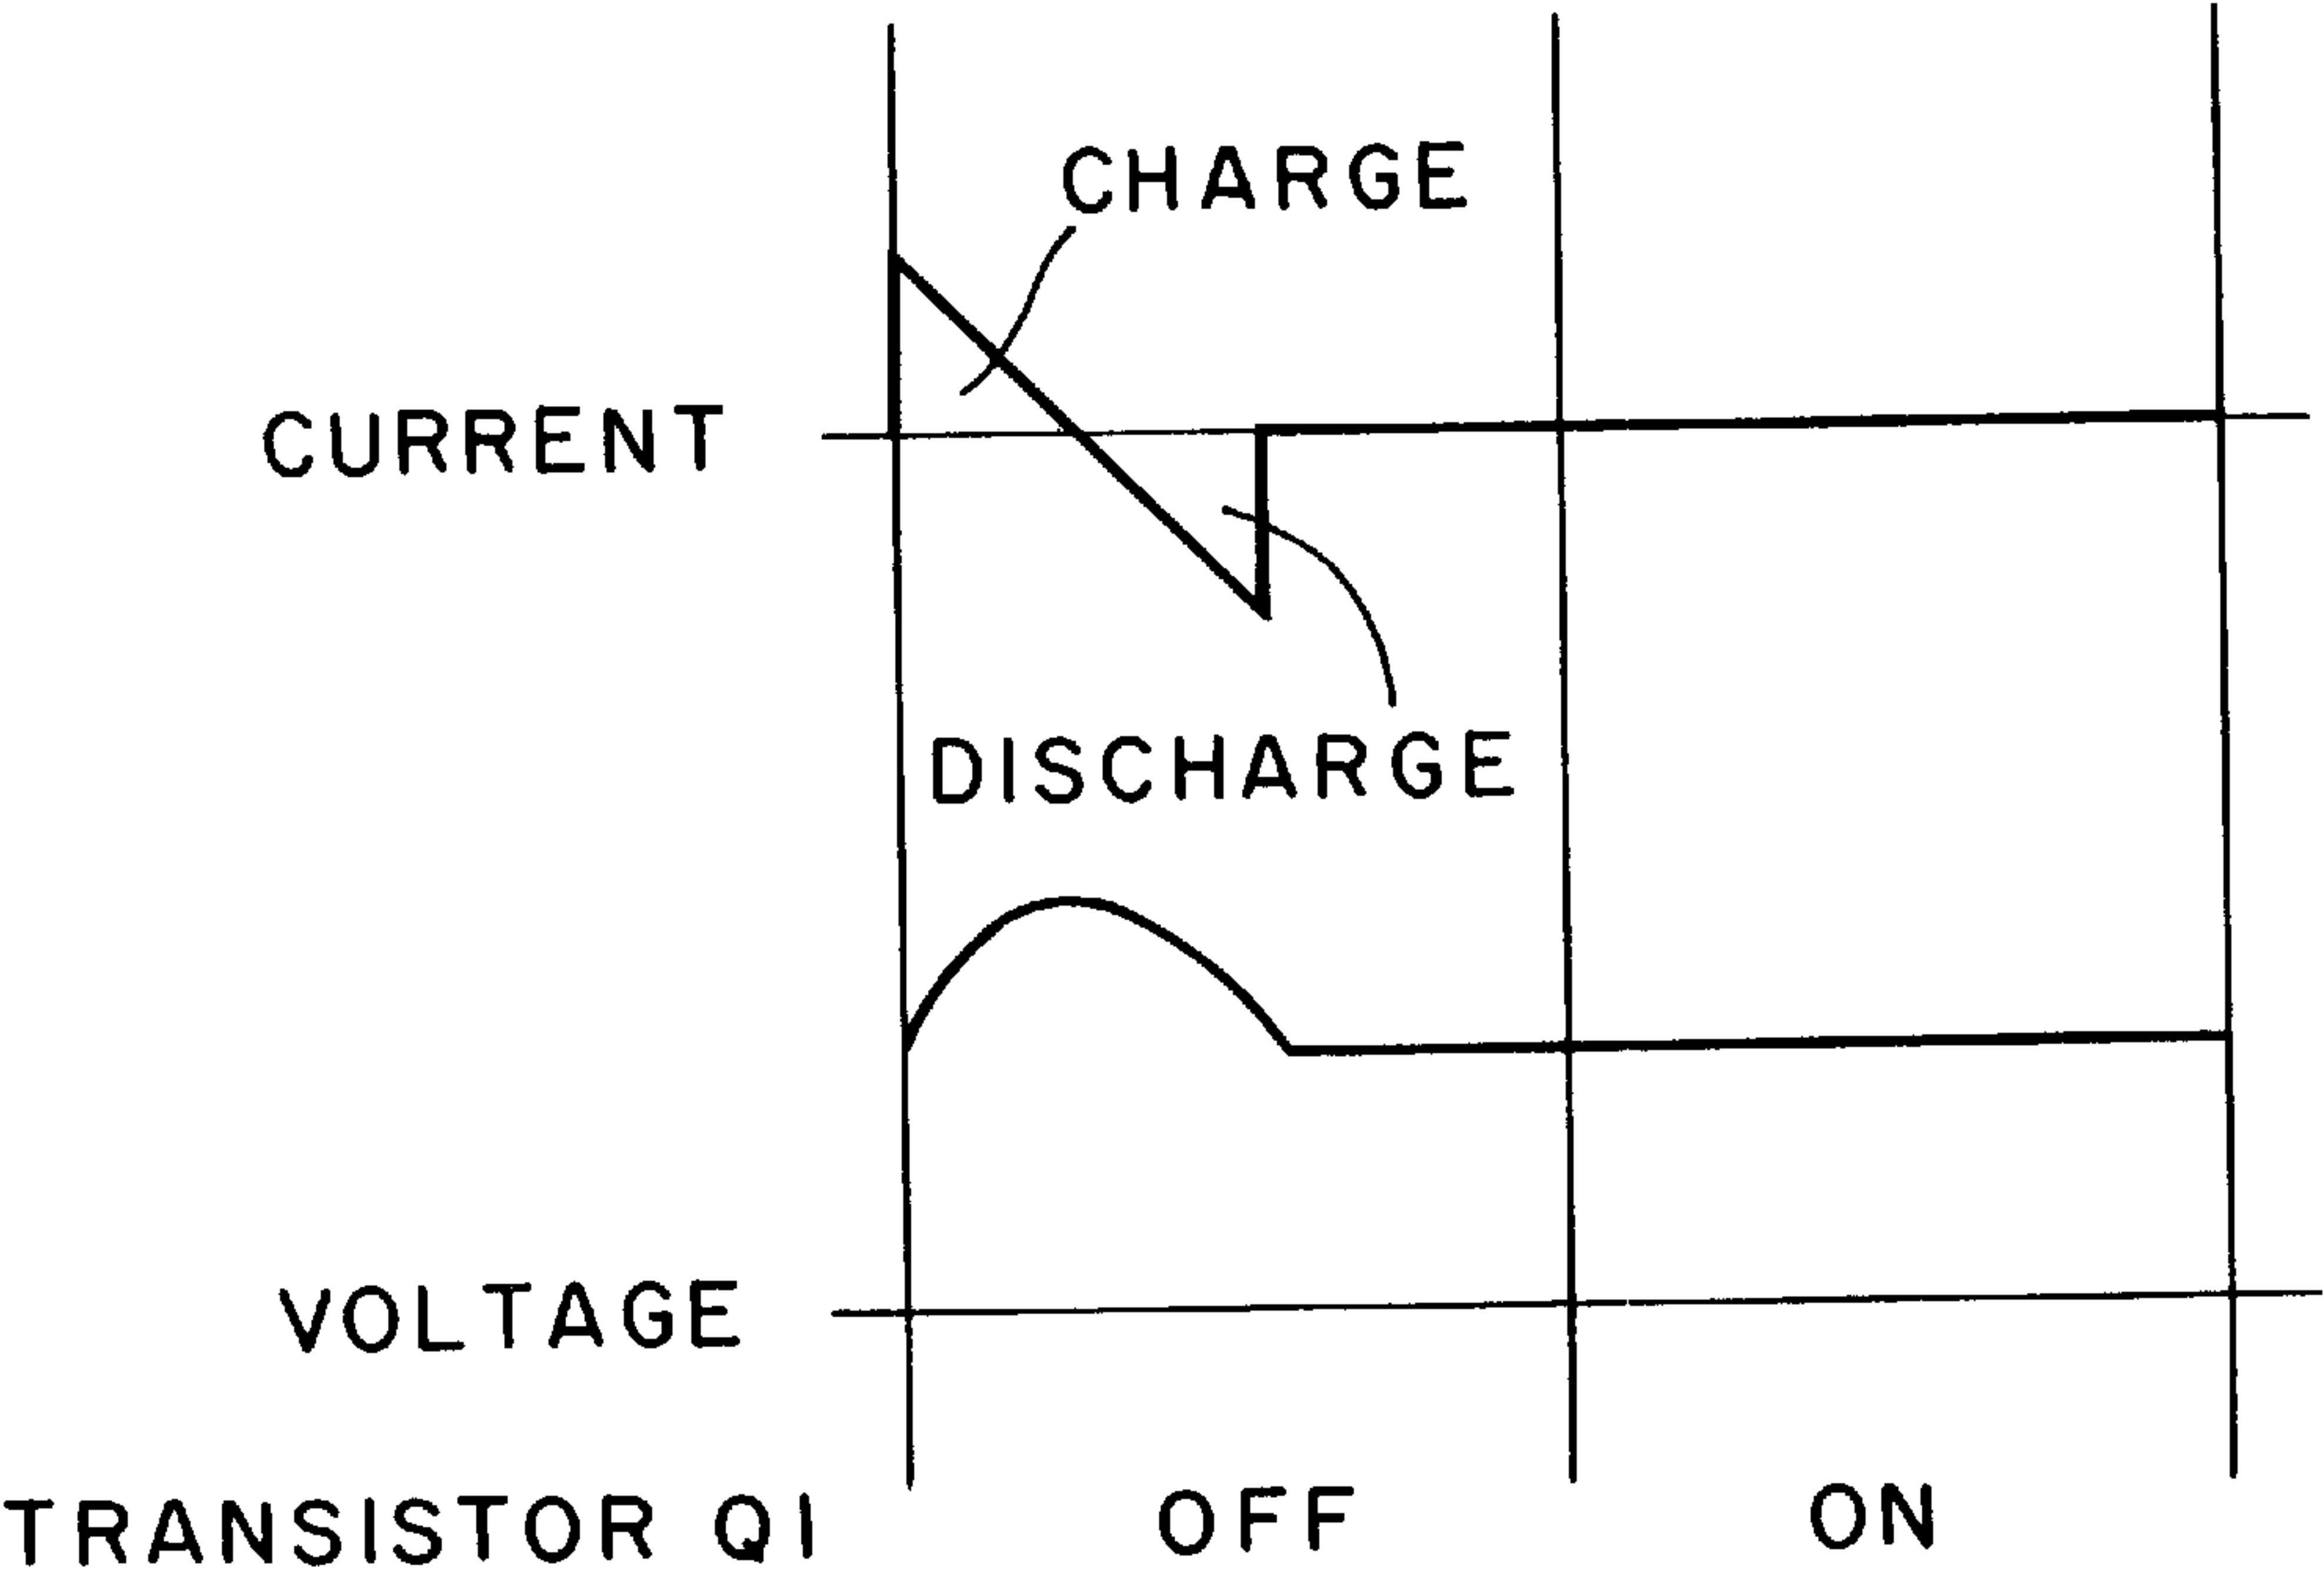 CHARGE
CURRENT
DISCHARGE
VOLTAGE
TRANSISTOR Q1 OFF ON